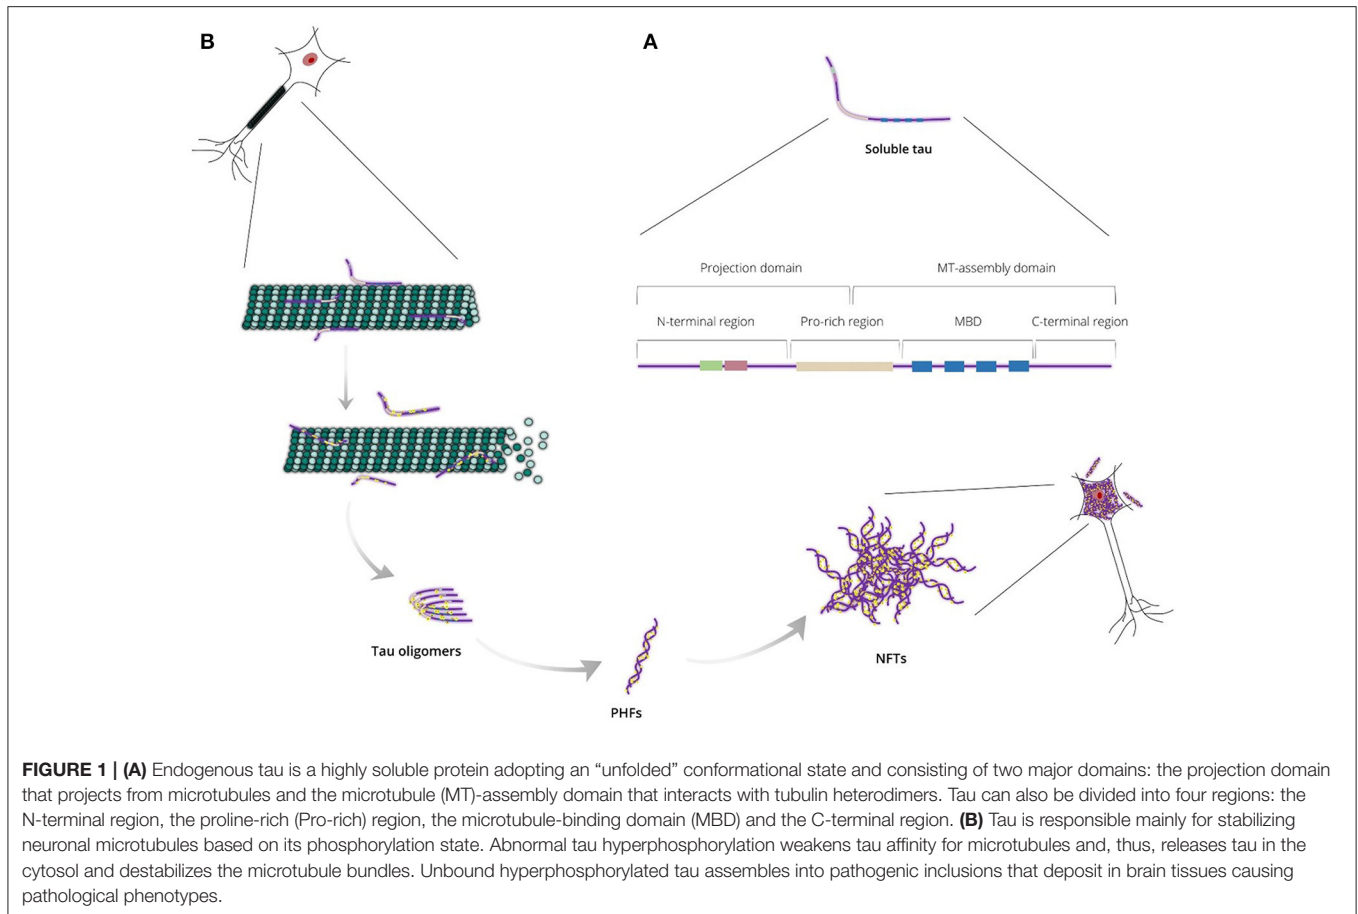 B
A
Soluble tau
Projection domain
MT-assembly domain
N-terminal region
Pro-rich region
MBD
C-terminal region
Tau oligomers
PHFs
NFTs
FIGURE 1 | (A) Endogenous tau is a highly soluble protein adopting an “unfolded” conformational state and consisting of two major domains: the projection domain
that projects from microtubules and the microtubule (MT)-assembly domain that interacts with tubulin heterodimers. Tau can also be divided into four regions: the
N-terminal region, the proline-rich (Pro-rich) region, the microtubule-binding domain (MBD) and the C-terminal region. (B) Tau is responsible mainly for stabilizing
neuronal microtubules based on its phosphorylation state. Abnormal tau hyperphosphorylation weakens tau affinity for microtubules and, thus, releases tau in the
cytosol and destabilizes the microtubule bundles. Unbound hyperphosphorylated tau assembles into pathogenic inclusions that deposit in brain tissues causing
pathological phenotypes.